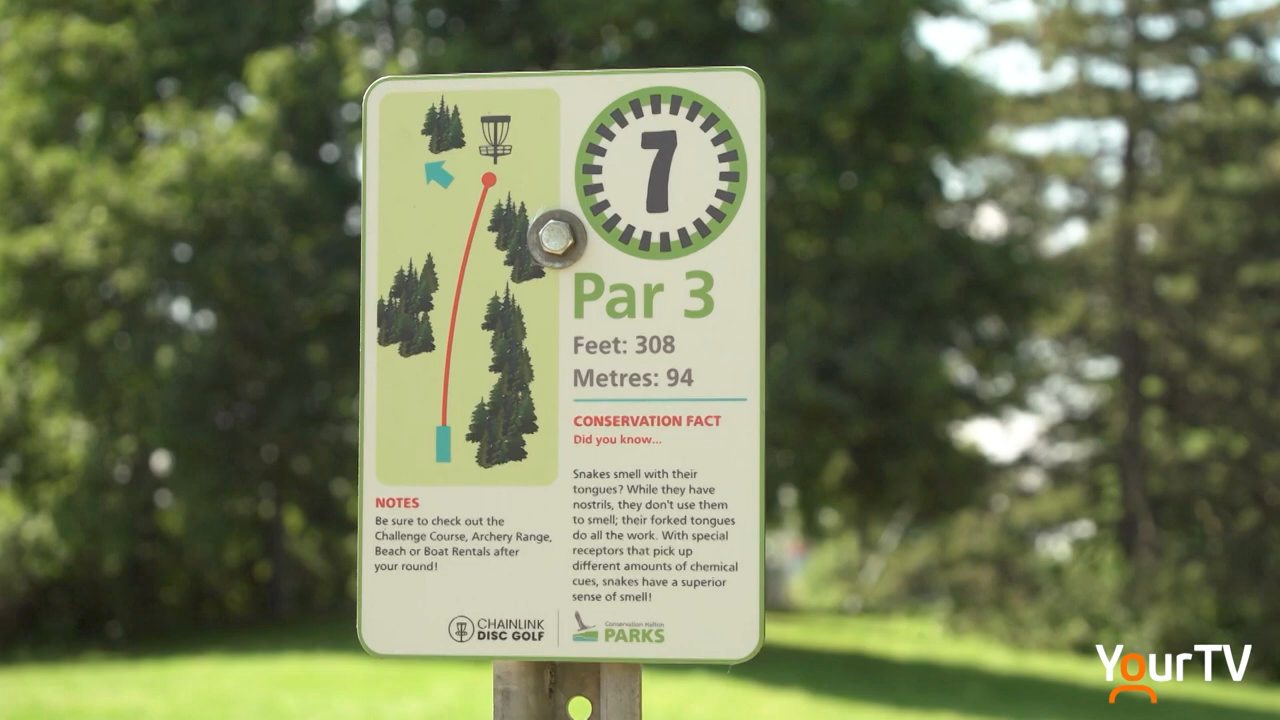 7
Par 3
Feet: 308
Metres: 94
CONSERVATION FACT
Did you know...
Snakes smell with their
tongues? While they have
nostrils, they don't use them
to smell; their forked tongues
do all the work. With special
receptors that pick up
different amounts of chemical
cues, snakes have a superior
sense of smell!
NOTES
Be sure to check out the
Challenge Course, Archery Range,
Beach or Boat Rentals after
your round!
CHAINLINK
DISC GOLF
Conservation Halton
PARKS
YourTV